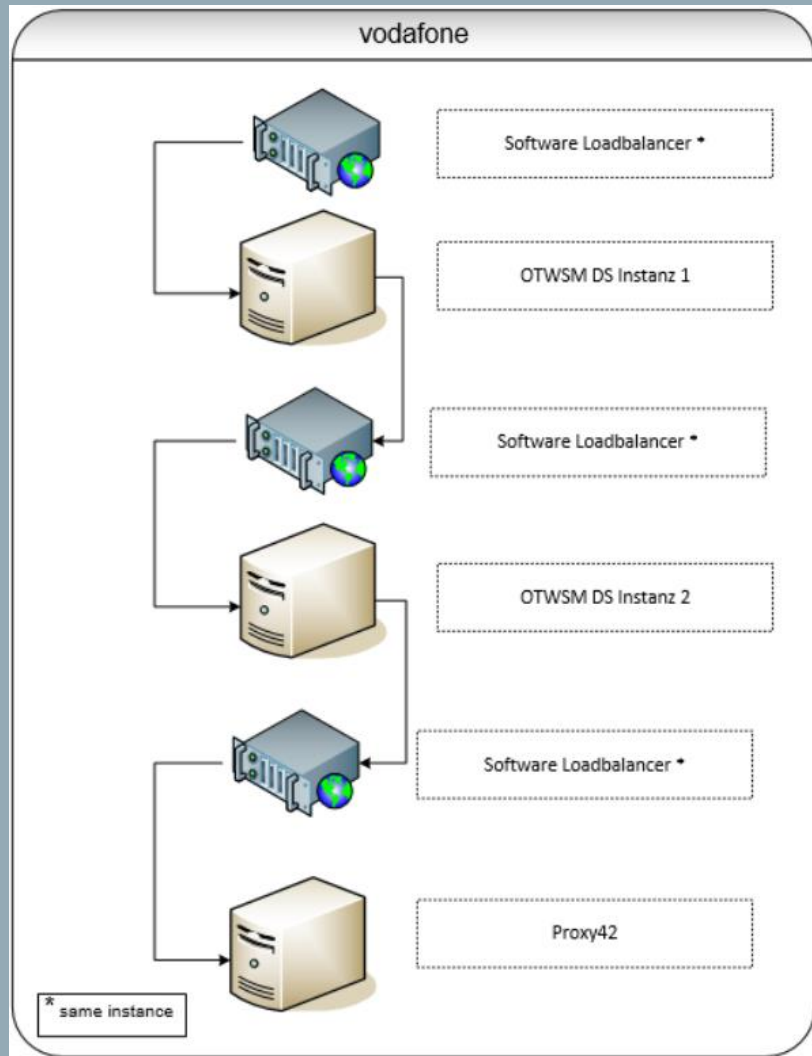 vodafone
Software Loadbalancer *
OTWSM DS Instanz 1
Software Loadbalancer *
OTWSM DS Instanz 2
Software Loadbalancer *
Proxy42
* same instance